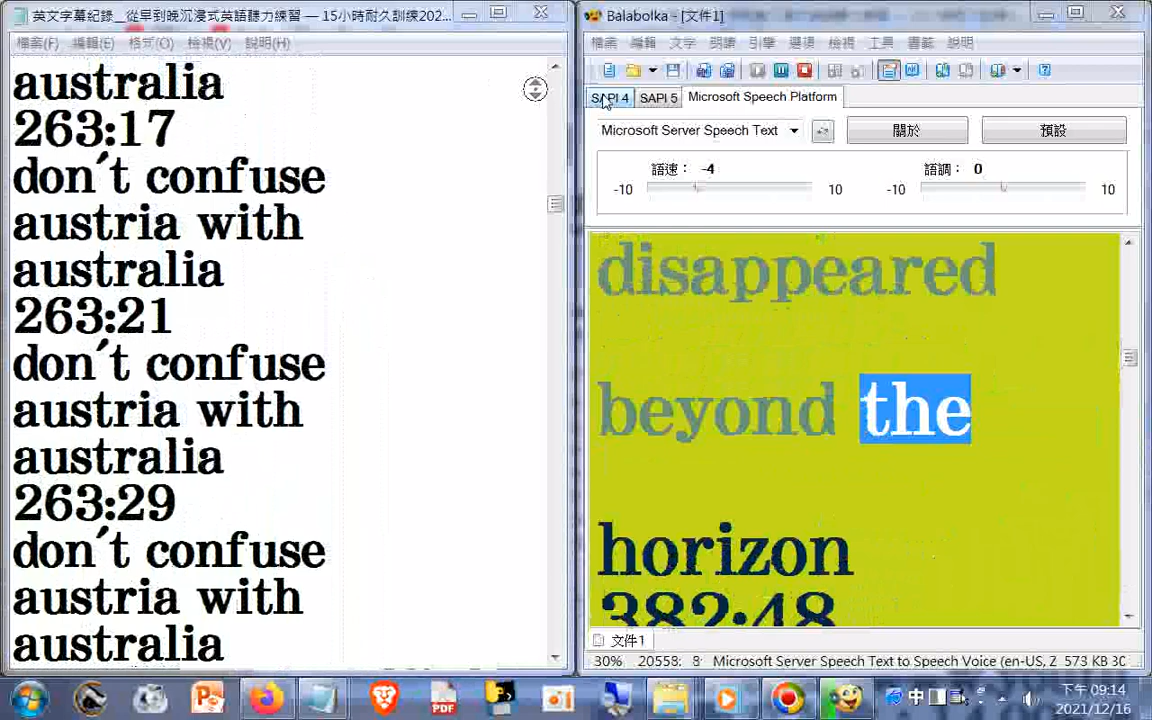 英文字幕紀錄__從早到晚沉浸式英語聽力練習 — 15小時耐久訓練202...
檔案(F) 編輯(E) 格式(O) 檢視(V) 說明(H)
australia
263:17
don´t confuse
austria with
australia
263:21
don´t confuse
austria with
australia
263:29
don´t confuse
austria with
australia
Balabolka - [文件1]
檔案 編輯 文字 朗讀 引擎 選項 檢視 工具 書籤 說明
SAPI 4 SAPI 5 Microsoft Speech Platform
Microsoft Server Speech Text 關於 預設
語速： -4 語調： 0
-10 10 -10 10
disappeared
beyond the
horizon
382:48
文件1
30% 20558: 8 Microsoft Server Speech Text to Speech Voice (en-US, Z 573 KB
PDF 中 下午 09:14
2021/12/16